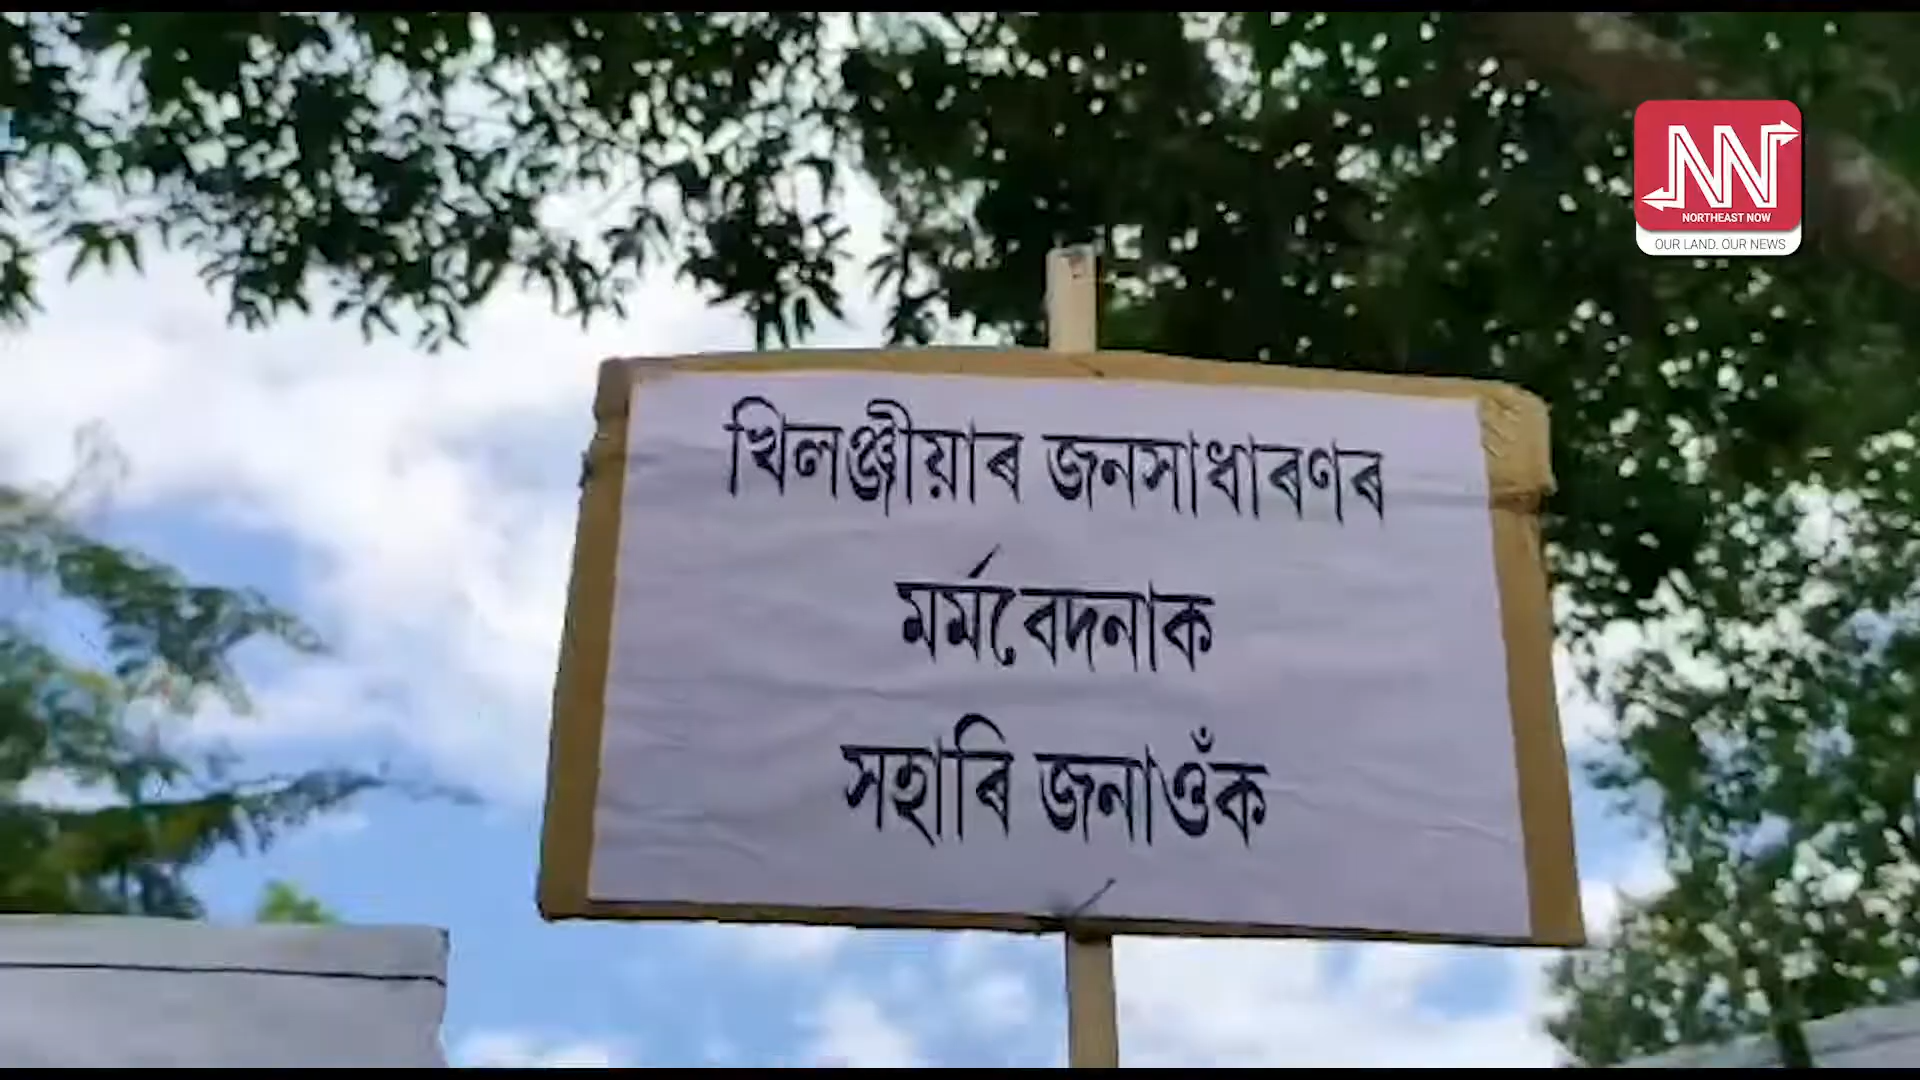 NORTHEAST NOW
OUR LAND. OUR NEWS
খিলঞ্জীয়াৰ জনসাধাৰণৰ
মৰ্মবেদনাক
সহাৰি জনাওঁক